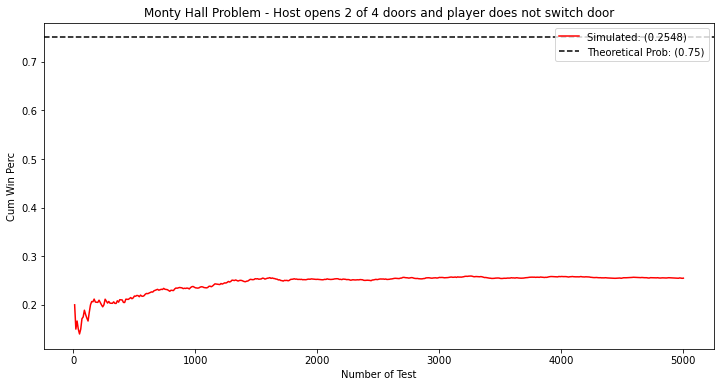 Monty Hall Problem - Host opens 2 of 4 doors and player does not switch door
Simulated: (0.2548)
Theoretical Prob: (0.75)
0.7
0.6
0.5
0.4
0.3
0.2
Cum Win Perc
0
1000
2000
3000
4000
5000
Number of Test